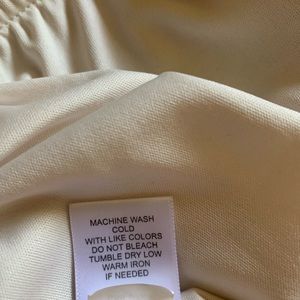 MACHINE WASH
COLD
WITH LIKE COLORS
DO NOT BLEACH
TUMBLE DRY LOW
WARM IRON
IF NEEDED